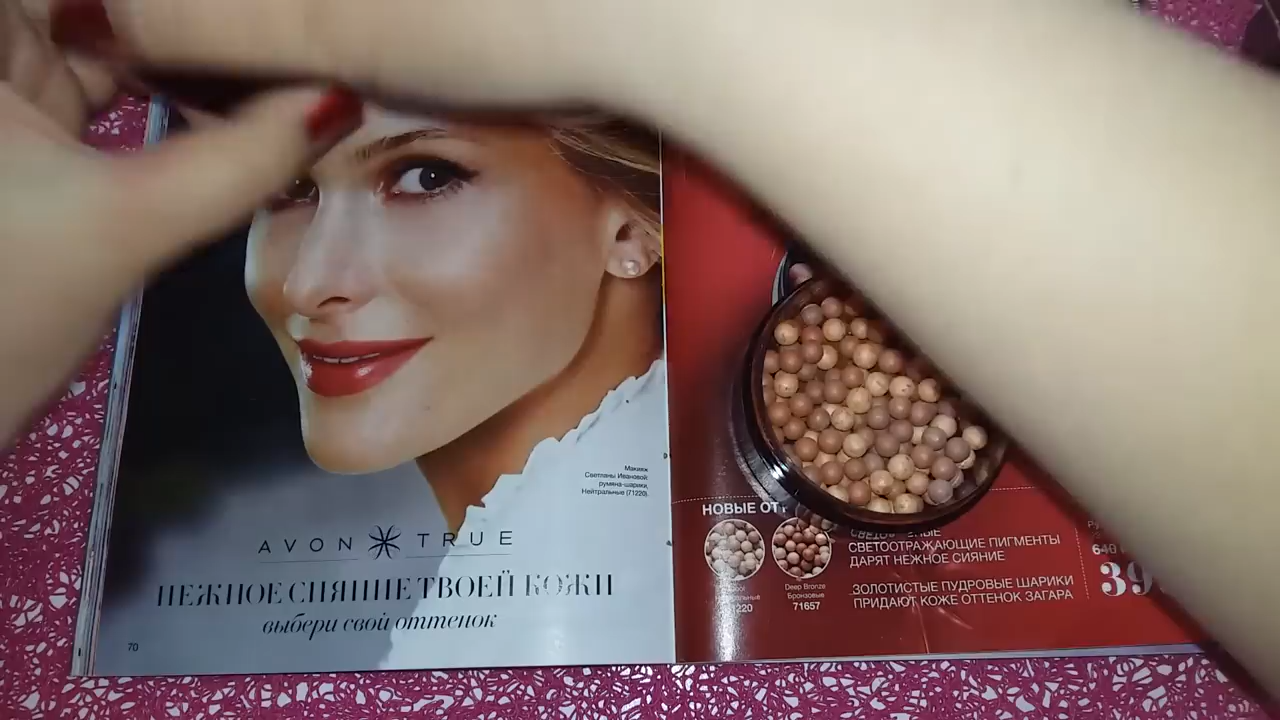 Макияж
Светланы Ивановой:
румяна-шарики,
Нейтральные (71220)
AVON TRUE
НЕЖНОЕ СИЯНИЕ ТВОЕЙ КОЖИ
выбери свой оттенок
70
НОВЫЕ
СВЕТООТРАЖАЮЩИЕ ПИГМЕНТЫ
ДАРЯТ НЕЖНОЕ СИЯНИЕ
ЗОЛОТИСТЫЕ ПУДРОВЫЕ ШАРИКИ
ПРИДАЮТ КОЖЕ ОТТЕНОК ЗАГАРА
Deep Bronze
Бронзовые
71657
640